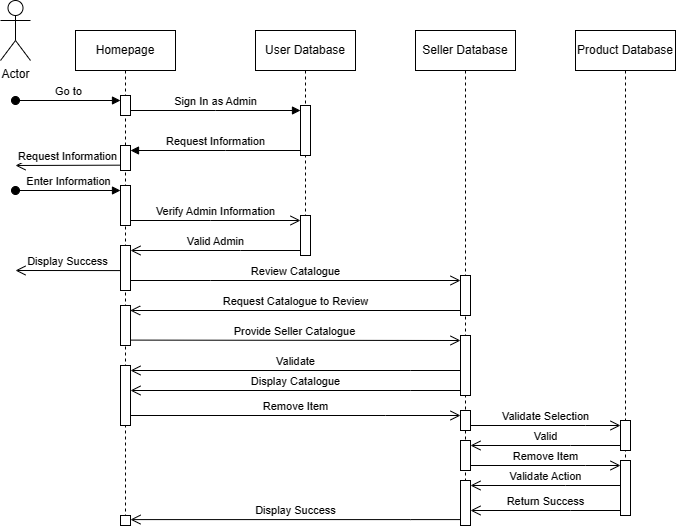 Homepage
User Database
Seller Database
Product Database
Actor
Go to
Sign In as Admin
Request Information
Request Information
Enter Information
Verify Admin Information
Valid Admin
Display Success
Review Catalogue
Request Catalogue to Review
Provide Seller Catalogue
Validate
Display Catalogue
Remove Item
Validate Selection
Valid
Remove Item
Validate Action
Return Success
Display Success